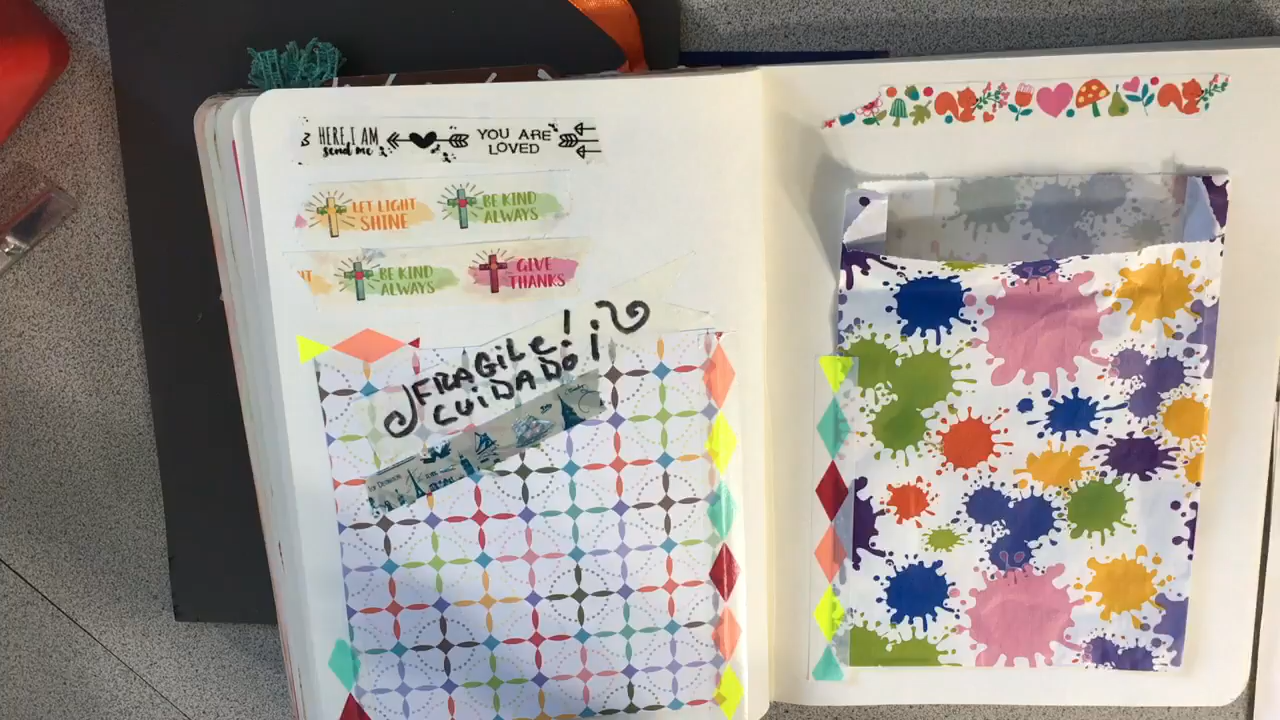 HERE I AM
send me
YOU ARE
LOVED
LET LIGHT
SHINE
BE KIND
ALWAYS
BE KIND
ALWAYS
GIVE
THANKS
FRAGiLe!
CUiDADO!